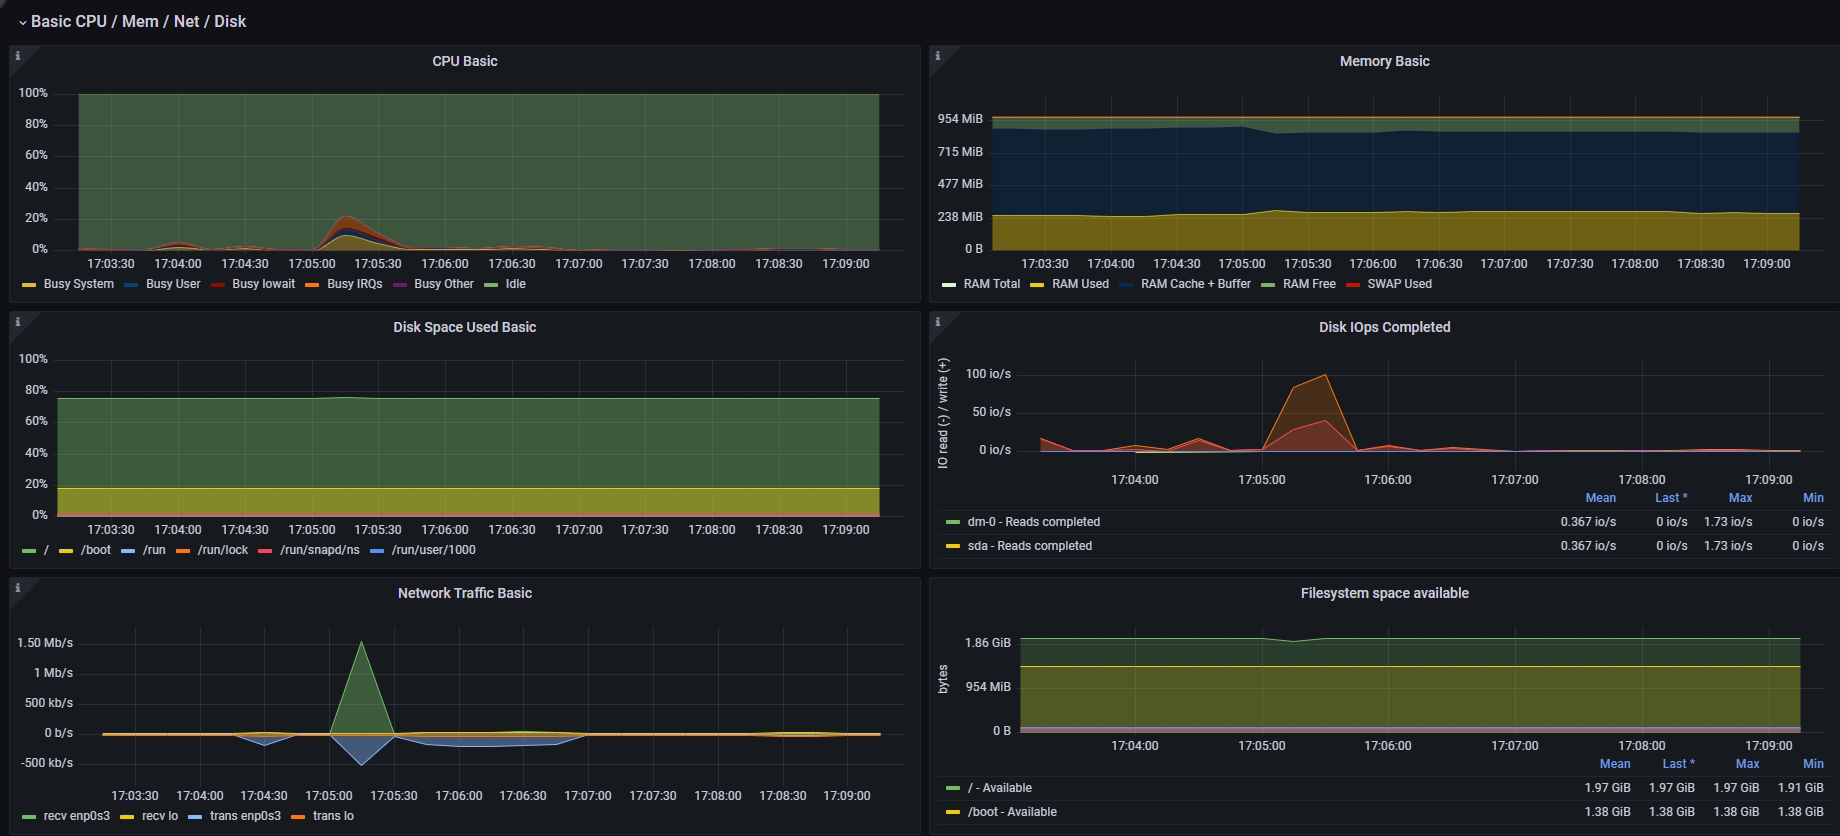 Basic CPU / Mem / Net / Disk
CPU Basic
100%
80%
60%
40%
20%
0%
17:03:30 17:04:00 17:04:30 17:05:00 17:05:30 17:06:00 17:06:30 17:07:00 17:07:30 17:08:00 17:08:30 17:09:00
Busy System Busy User Busy Iowait Busy IRQs Busy Other Idle
Memory Basic
954 MiB
715 MiB
477 MiB
238 MiB
0 B
17:03:30 17:04:00 17:04:30 17:05:00 17:05:30 17:06:00 17:06:30 17:07:00 17:07:30 17:08:00 17:08:30 17:09:00
RAM Total RAM Used RAM Cache + Buffer RAM Free SWAP Used
Disk Space Used Basic
100%
80%
60%
40%
20%
0%
17:03:30 17:04:00 17:04:30 17:05:00 17:05:30 17:06:00 17:06:30 17:07:00 17:07:30 17:08:00 17:08:30 17:09:00
/ /boot /run /run/lock /run/snapd/ns /run/user/1000
Disk IOps Completed
IO read (-) / write (+)
100 io/s
50 io/s
0 io/s
17:04:00 17:05:00 17:06:00 17:07:00 17:08:00 17:09:00
Mean Last * Max Min
dm-0 - Reads completed 0.367 io/s 0 io/s 1.73 io/s 0 io/s
sda - Reads completed 0.367 io/s 0 io/s 1.73 io/s 0 io/s
Network Traffic Basic
1.50 Mb/s
1 Mb/s
500 kb/s
0 b/s
-500 kb/s
17:03:30 17:04:00 17:04:30 17:05:00 17:05:30 17:06:00 17:06:30 17:07:00 17:07:30 17:08:00 17:08:30 17:09:00
recv enp0s3 recv lo trans enp0s3 trans lo
Filesystem space available
bytes
1.86 GiB
954 MiB
0 B
17:04:00 17:05:00 17:06:00 17:07:00 17:08:00 17:09:00
Mean Last * Max Min
/ - Available 1.97 GiB 1.97 GiB 1.97 GiB 1.91 GiB
/boot - Available 1.38 GiB 1.38 GiB 1.38 GiB 1.38 GiB